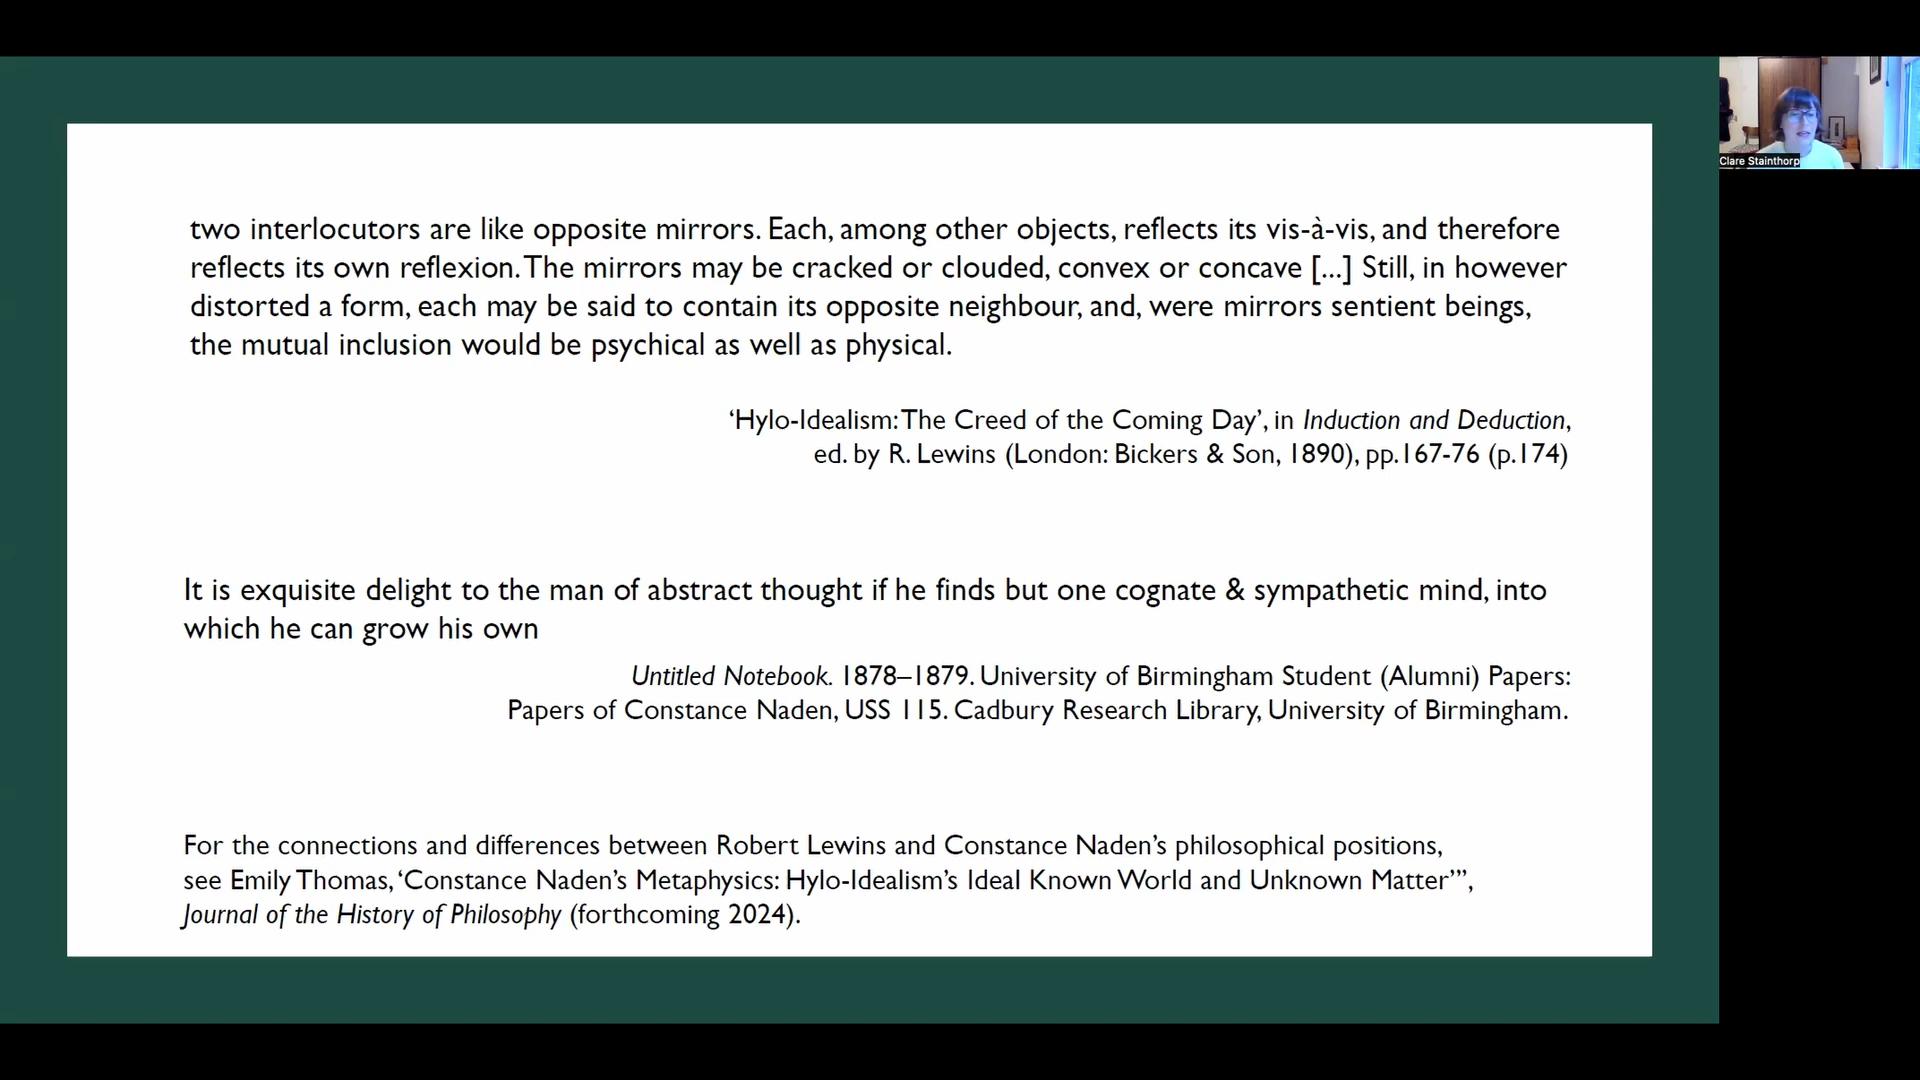 two interlocutors are like opposite mirrors. Each, among other objects, reflects its vis-à-vis, and therefore
reflects its own reflexion. The mirrors may be cracked or clouded, convex or concave [...] Still, in however
distorted a form, each may be said to contain its opposite neighbour, and, were mirrors sentient beings,
the mutual inclusion would be psychical as well as physical.
‘Hylo-Idealism: The Creed of the Coming Day’, in Induction and Deduction,
ed. by R. Lewins (London: Bickers & Son, 1890), pp.167-76 (p.174)
It is exquisite delight to the man of abstract thought if he finds but one cognate & sympathetic mind, into
which he can grow his own
Untitled Notebook. 1878–1879. University of Birmingham Student (Alumni) Papers:
Papers of Constance Naden, USS 115. Cadbury Research Library, University of Birmingham.
For the connections and differences between Robert Lewins and Constance Naden’s philosophical positions,
see Emily Thomas, ‘Constance Naden’s Metaphysics: Hylo-Idealism’s Ideal Known World and Unknown Matter’”,
Journal of the History of Philosophy (forthcoming 2024).
Clare Stainthorp